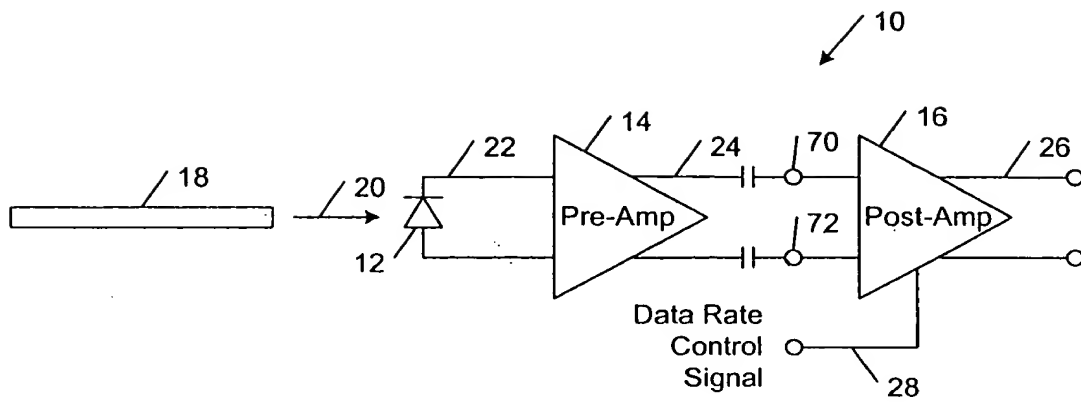 10
14
16
18
20
22
24
70
26
Pre-Amp
Post-Amp
12
72
Data Rate
Control
Signal
28